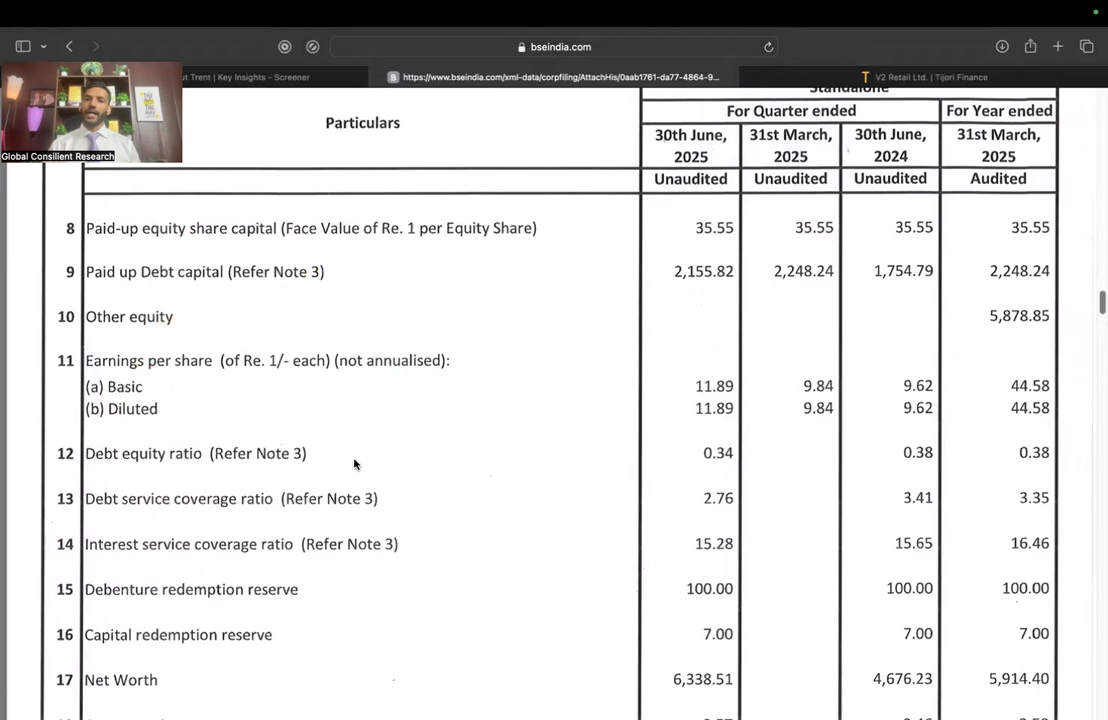 bseindia.com
ut Trent | Key Insights - Screener
B https://www.bseindia.com/xml-data/corpfiling/AttachHis/0aab1761-da77-4864-9...
T V2 Retail Ltd. | Tijori Finance
Global Consilient Research
Standalone
Particulars For Quarter ended For Year ended
30th June, 2025 31st March, 2025 30th June, 2024 31st March, 2025
Unaudited Unaudited Unaudited Audited
8 Paid-up equity share capital (Face Value of Re. 1 per Equity Share) 35.55 35.55 35.55 35.55
9 Paid up Debt capital (Refer Note 3) 2,155.82 2,248.24 1,754.79 2,248.24
10 Other equity 5,878.85
11 Earnings per share (of Re. 1/- each) (not annualised):
(a) Basic 11.89 9.84 9.62 44.58
(b) Diluted 11.89 9.84 9.62 44.58
12 Debt equity ratio (Refer Note 3) 0.34 0.38 0.38
13 Debt service coverage ratio (Refer Note 3) 2.76 3.41 3.35
14 Interest service coverage ratio (Refer Note 3) 15.28 15.65 16.46
15 Debenture redemption reserve 100.00 100.00 100.00
16 Capital redemption reserve 7.00 7.00 7.00
17 Net Worth 6,338.51 4,676.23 5,914.40